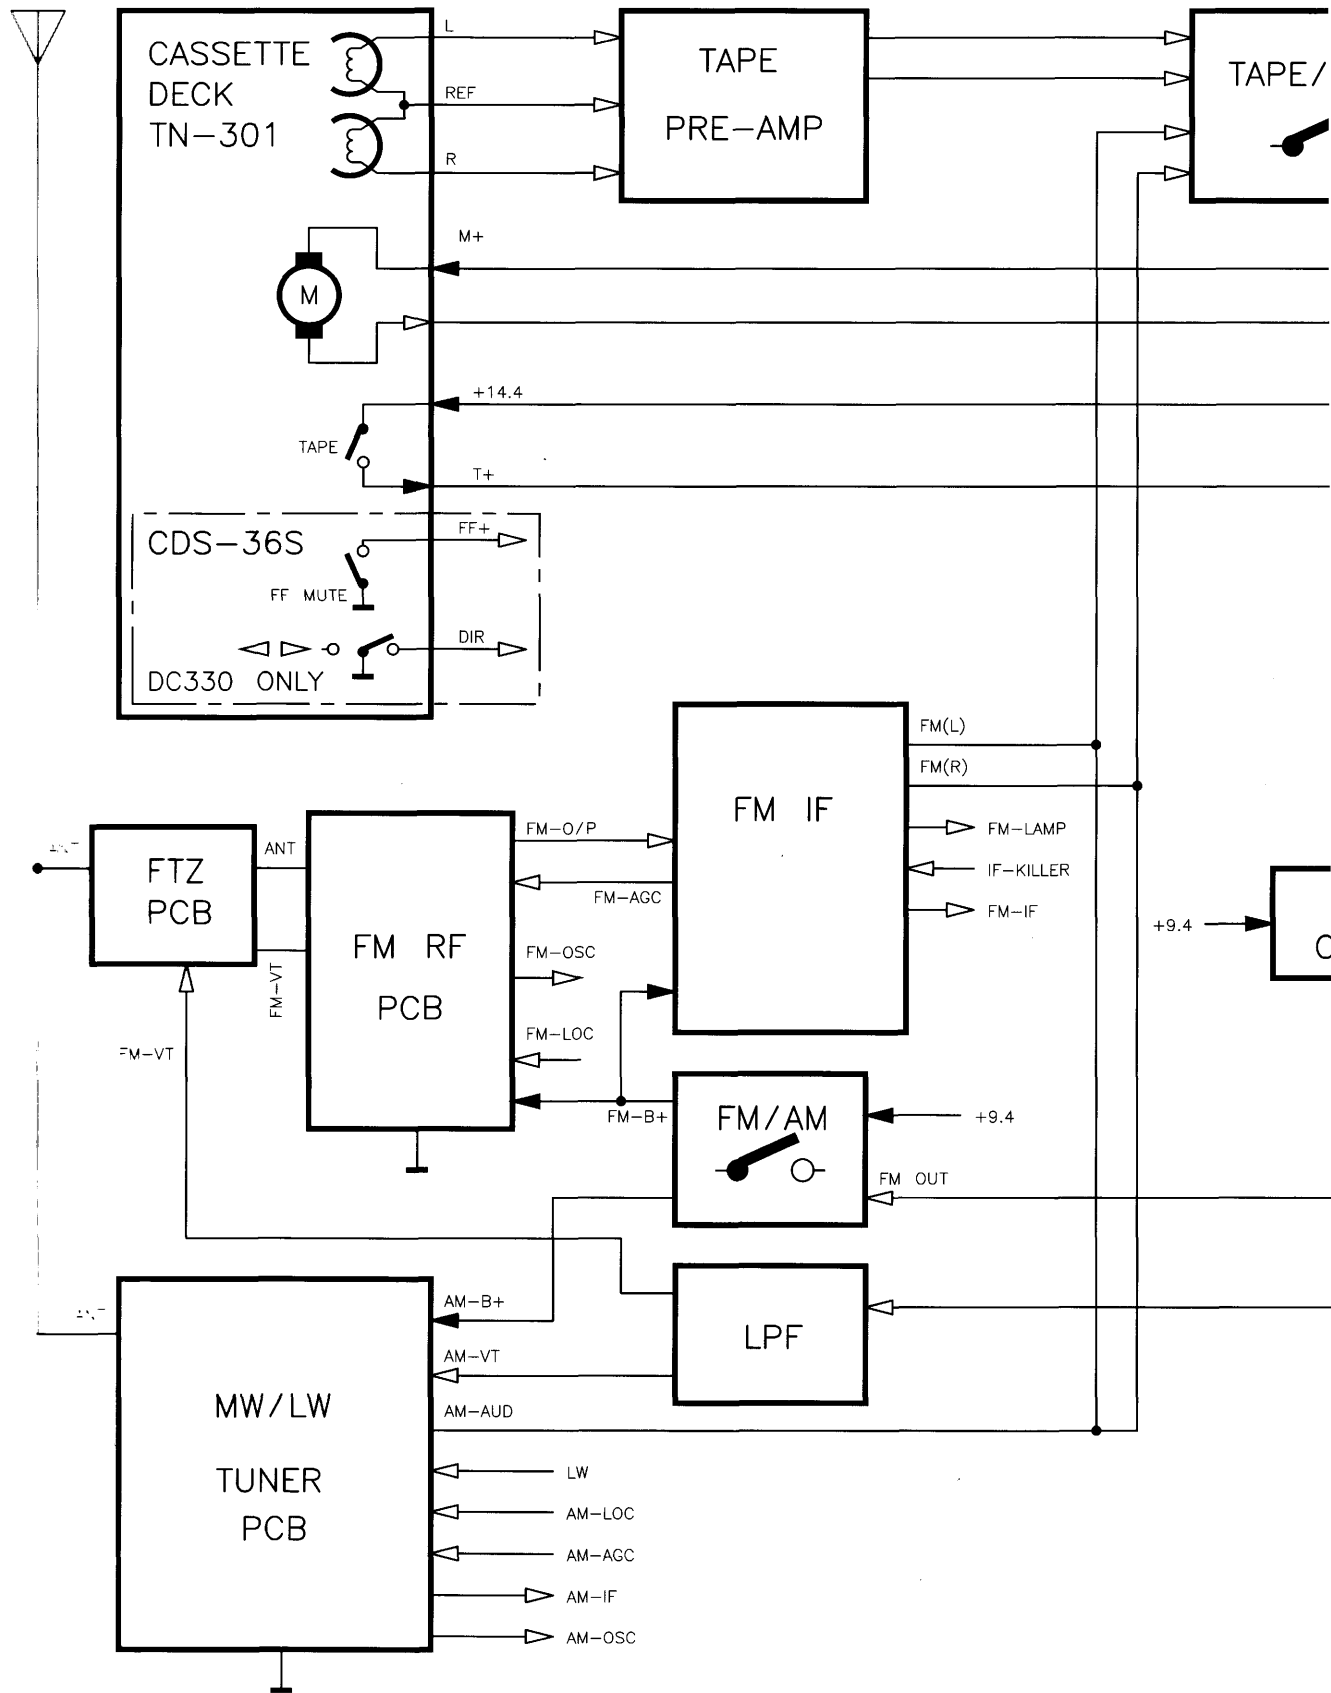 CASSETTE
DECK
TN-301
L
REF
R
TAPE
PRE-AMP
TAPE/
M+
M
+14.4
TAPE
T+
CDS-36S
FF+
FF MUTE
DIR
DC330 ONLY
FM(L)
FM(R)
FM IF
FM-LAMP
IF-KILLER
FM-IF
FM-O/P
FM-AGC
ANT
FTZ
PCB
ANT
FM-VT
FM RF
PCB
FM-OSC
FM-LOC
+9.4
FM-VT
FM-B+
FM/AM
+9.4
FM OUT
LPF
ANT
AM-B+
AM-VT
AM-AUD
MW/LW
TUNER
PCB
LW
AM-LOC
AM-AGC
AM-IF
AM-OSC